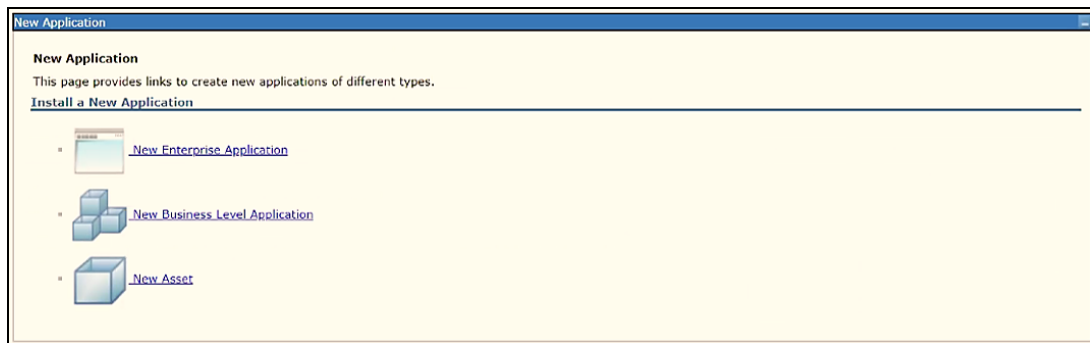 New Application
New Application
This page provides links to create new applications of different types.
Install a New Application
New Enterprise Application
New Business Level Application
New Asset